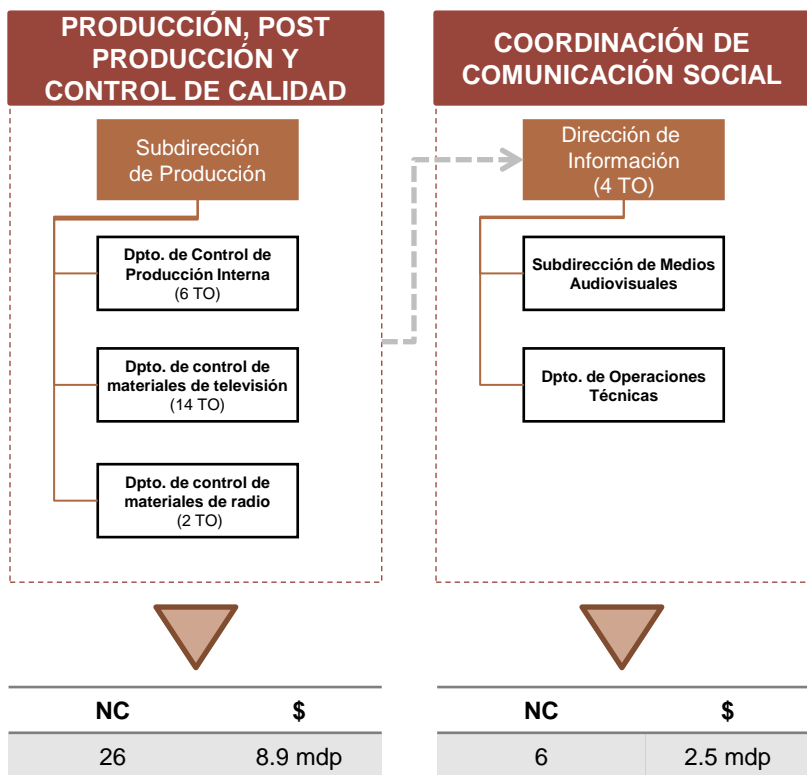 PRODUCCIÓN, POST
PRODUCCIÓN Y
CONTROL DE CALIDAD
Subdirección
de Producción
Dpto. de Control de
Producción Interna
(6 TO)
Dpto. de control de
materiales de televisión
(14 TO)
Dpto. de control de
materiales de radio
(2 TO)
NC $
26 8.9 mdp
COORDINACIÓN DE
COMUNICACIÓN SOCIAL
Dirección de
Información
(4 TO)
Subdirección de Medios
Audiovisuales
Dpto. de Operaciones
Técnicas
NC $
6 2.5 mdp